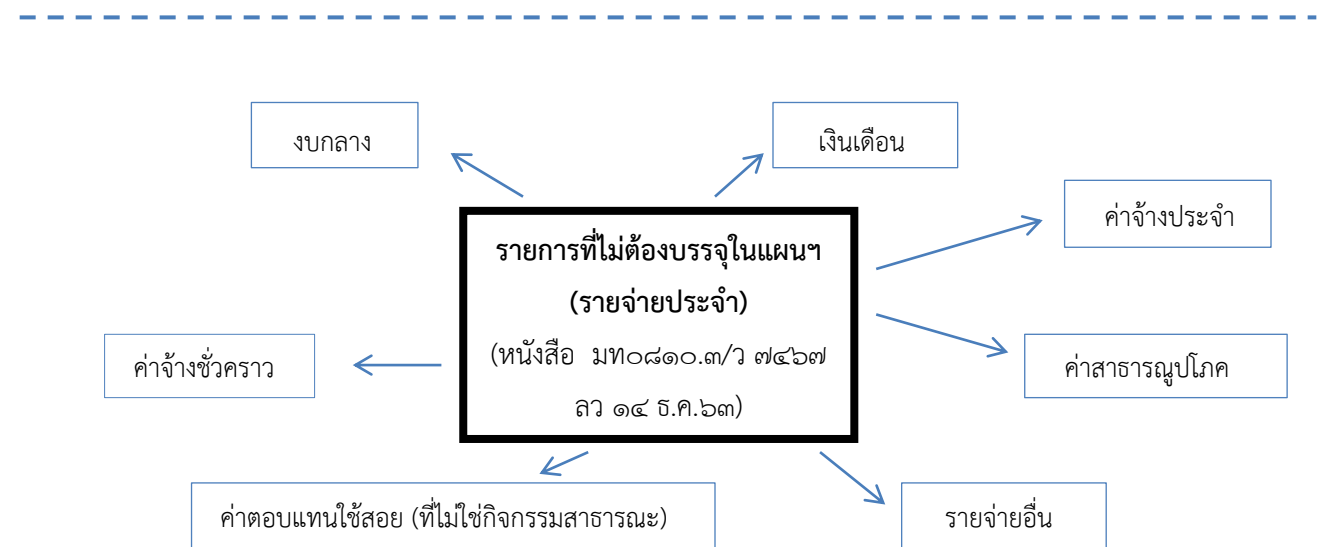 งบกลาง
เงินเดือน
ค่าจ้างประจำ
รายการที่ไม่ต้องบรรจุในแผนฯ
(รายจ่ายประจำ)
(หนังสือ มท๐๘๑๐.๓/ว ๗๔๖๗
ลว ๑๔ ธ.ค.๖๓)
ค่าจ้างชั่วคราว
ค่าสาธารณูปโภค
ค่าตอบแทนใช้สอย (ที่ไม่ใช่กิจกรรมสาธารณะ)
รายจ่ายอื่น